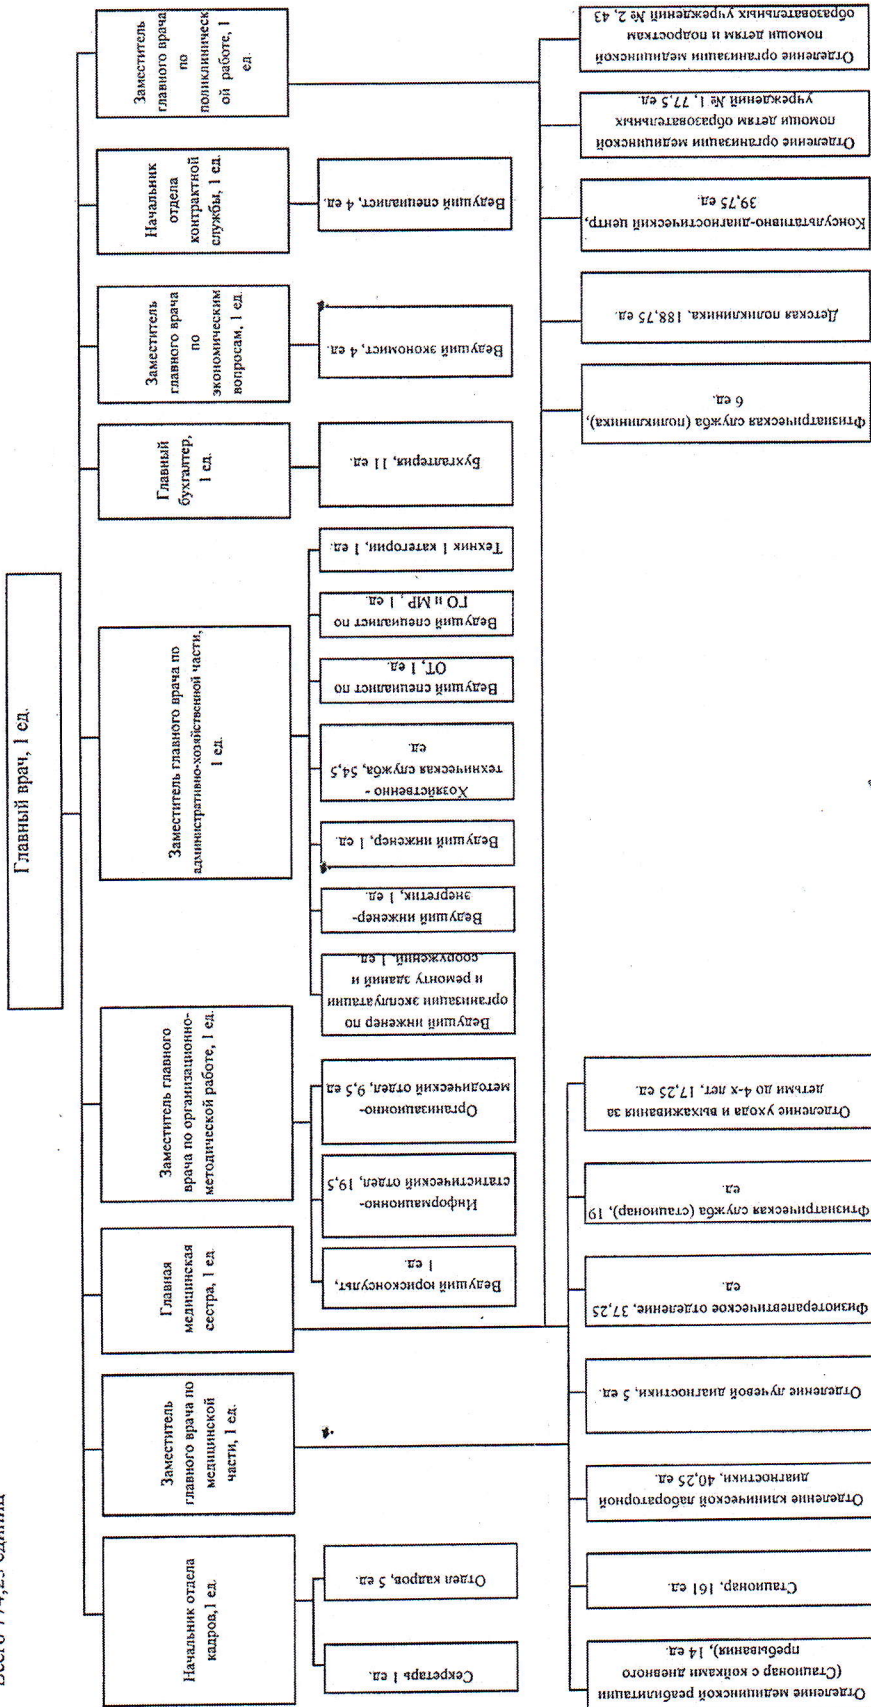 Всего 774,25 единиц
Главный врач, 1 ед.
Начальник отдела
кадров,1 ед.
Заместитель
главного врача по
медицинской
части, 1 ед.
Главная
медицинская
сестра, 1 ед.
Заместитель главного
врача по организационно-
методической работе, 1 ед.
Заместитель главного врача по
административно-хозяйственной части,
1 ед.
Главный
бухгалтер,
1 ед.
Заместитель
главного врача
по
экономическим
вопросам, 1 ед.
Начальник
отдела
контрактной
службы, 1 ед.
Заместитель
главного врача
по
поликлиническ
ой работе, 1
ед.
Секретарь 1 ед.
Отдел кадров, 5 ед.
Ведущий юрисконсульт,
1 ед.
Информационно-
статистический отдел, 19,5
Организационно-
методический отдел, 9,5 ед
Ведущий инженер по
организации эксплуатации
и ремонту зданий и
сооружений, 1 ед.
Ведущий инженер-
энергетик, 1 ед.
Ведущий инженер, 1 ед.
Хозяйственно -
техническая служба, 54,5
ед
Ведущий специалист по
ОТ, 1 ед.
Ведущий специалист по
ГО и МР, 1 ед.
Техник 1 категории, 1 ед.
Бухгалтерия, 11 ед.
Ведущий экономист, 4 ед.
Ведущий специалист, 4 ед.
Отделение медицинской реабилитации
(Стационар с койками дневного
пребывания), 14 ед.
Стационар, 161 ед.
Отделение клинической лабораторной
диагностики, 40,25 ед.
Отделение лучевой диагностики, 5 ед.
Физиотерапевтическое отделение, 37,25
ед.
Фтизиатрическая служба (стационар), 19
ед.
Отделение ухода и выхаживания за
детьми до 4-х лет, 17,25 ед.
Фтизиатрическая служба (поликлиника),
6 ед.
Детская поликлиника, 188,75 ед.
Консультативно-диагностический центр,
39,75 ед.
Отделение организации медицинской
помощи детям образовательных
учреждений № 1, 77,5 ед.
Отделение организации медицинской
помощи детям и подросткам
образовательных учреждений № 2, 43